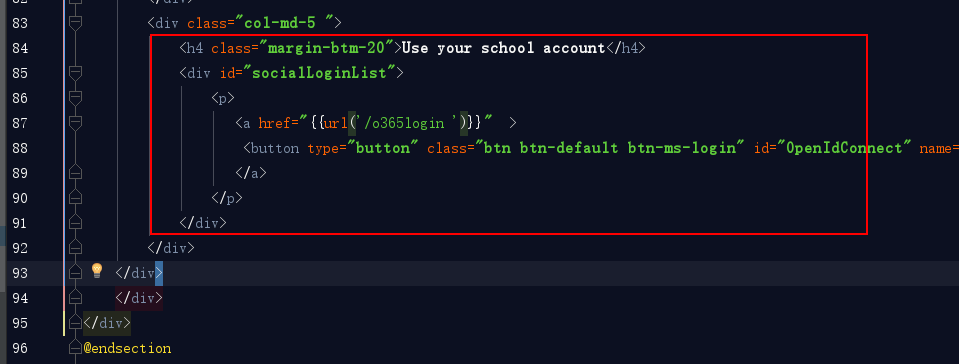 82 </div>
83 <div class="col-md-5 ">
84 <h4 class="margin-btm-20">Use your school account</h4>
85 <div id="socialLoginList">
86 <p>
87 <a href="{{url('/o365login ')}}" >
88 <button type="button" class="btn btn-default btn-ms-login" id="OpenIdConnect" name=
89 </a>
90 </p>
91 </div>
92 </div>
93 </div>
94 </div>
95 </div>
96 @endsection